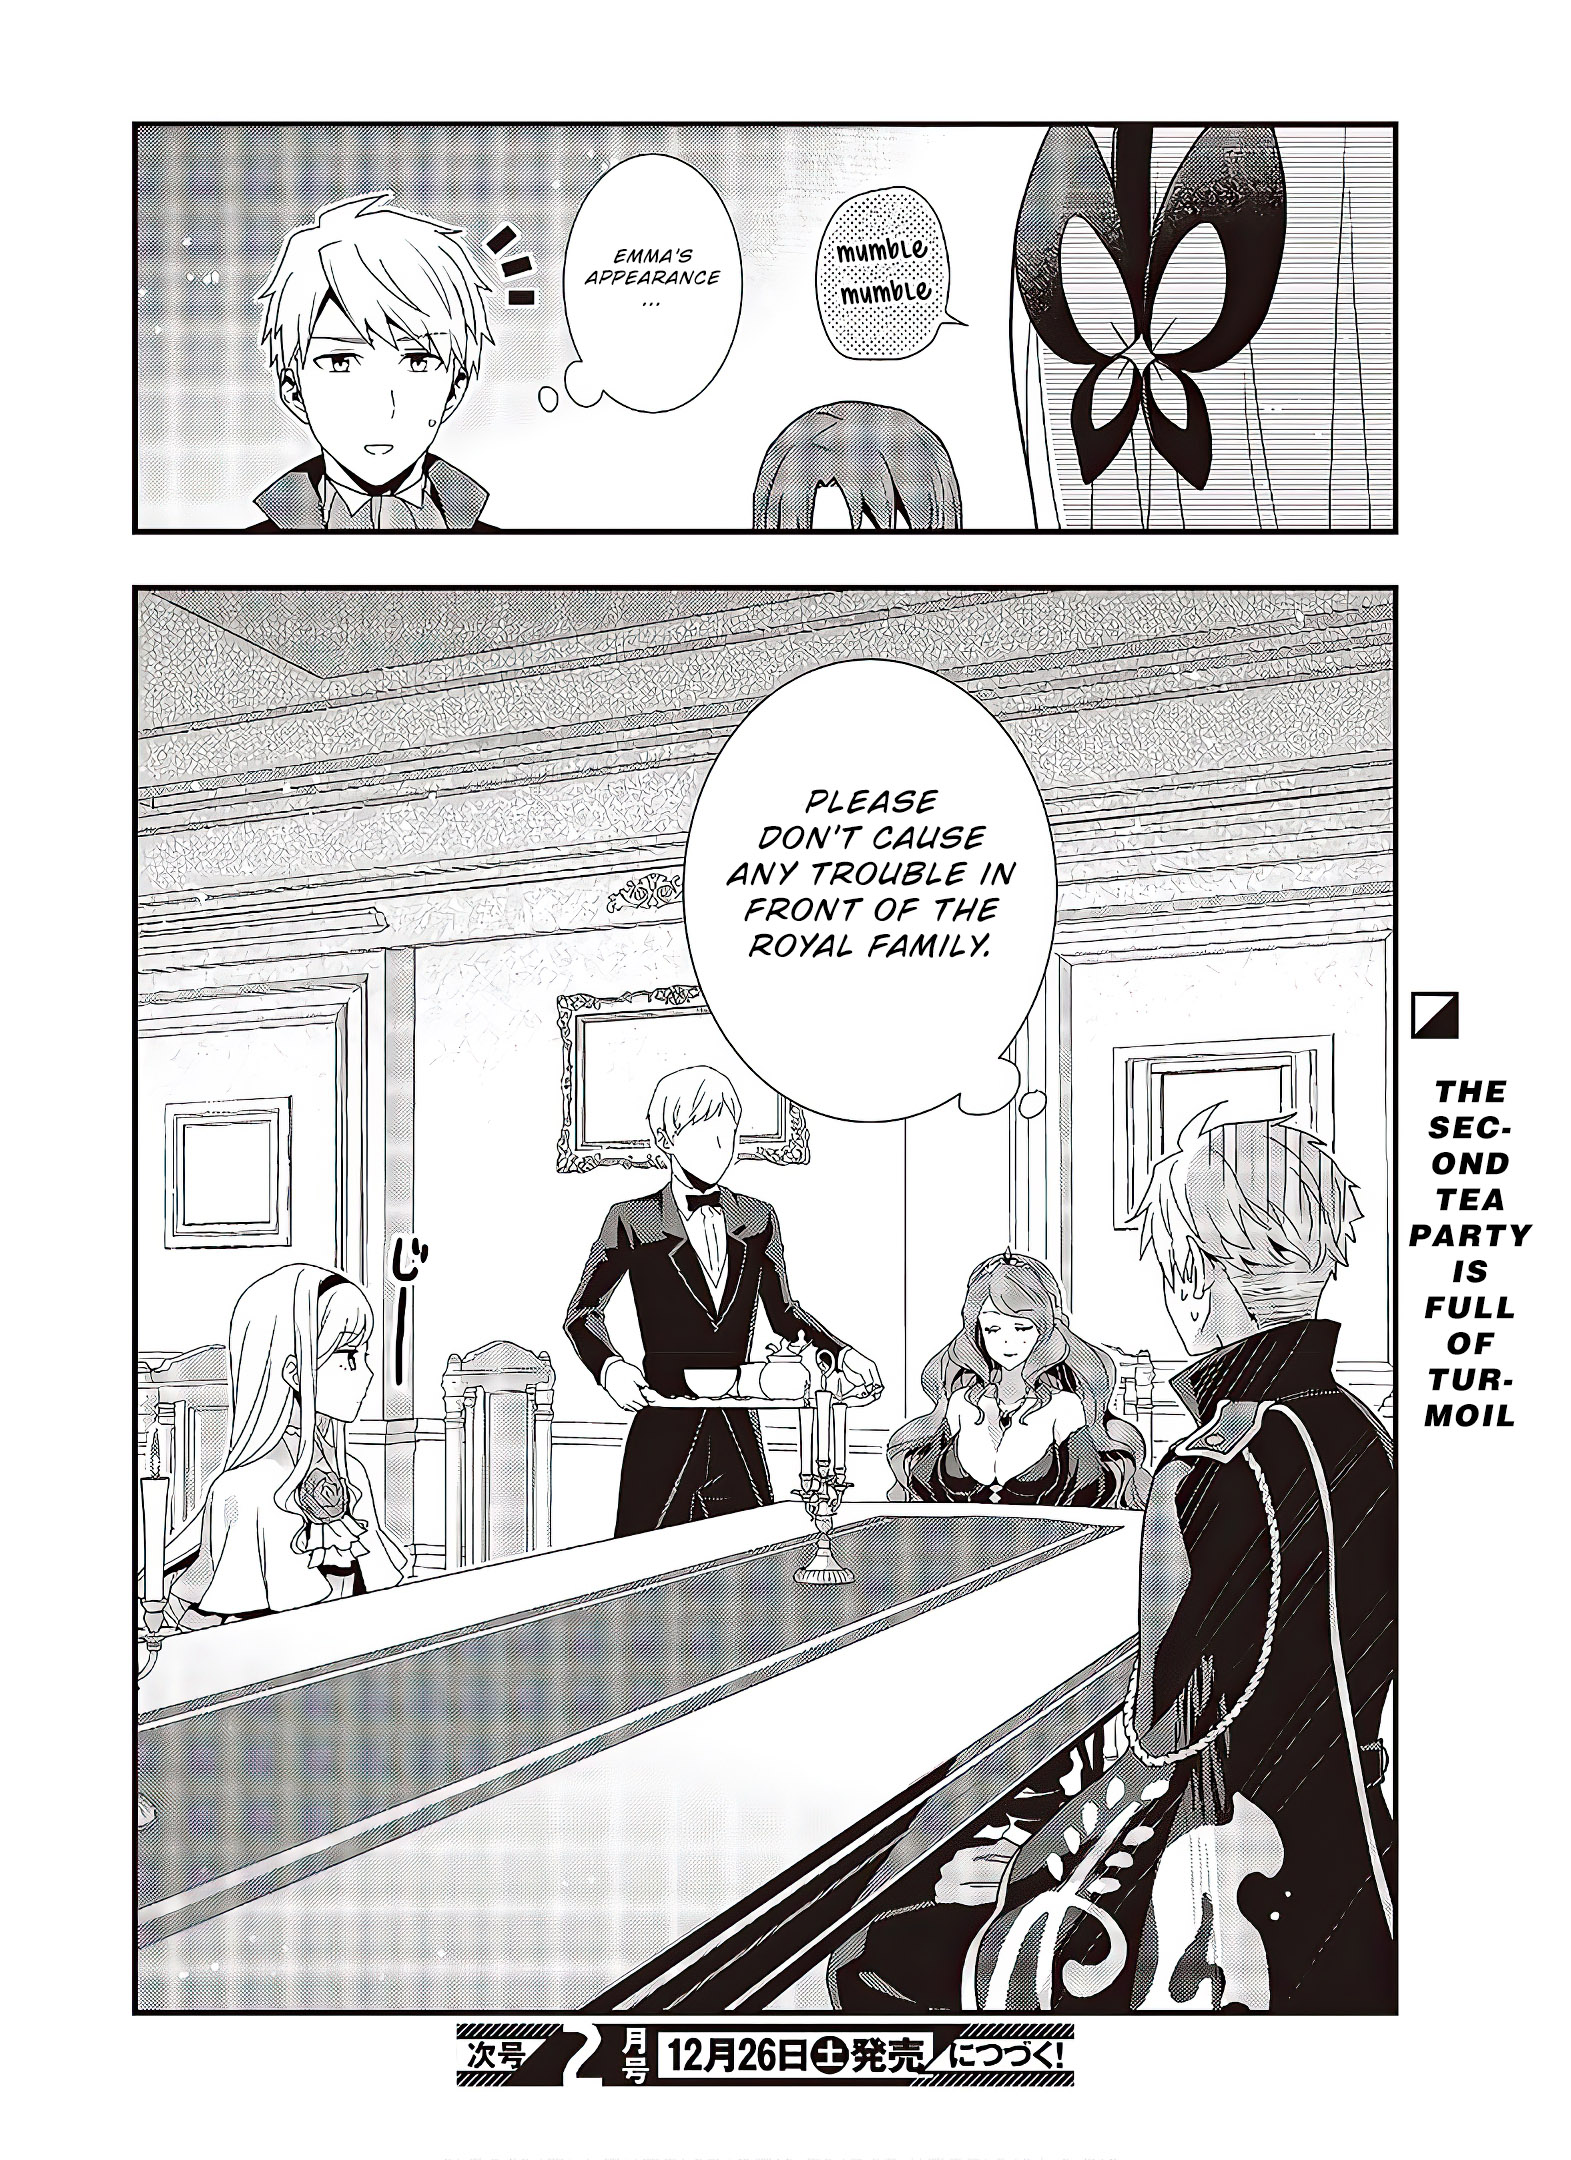 mumble
mumble
EMMA'S
APPEARANCE
...
PLEASE
DON'T CAUSE
ANY TROUBLE IN
FRONT OF THE
ROYAL FAMILY.
じー
THE
SEC-
OND
TEA
PARTY
IS
FULL
OF
TUR-
MOIL
次号2月号12月26日土発売につづく!